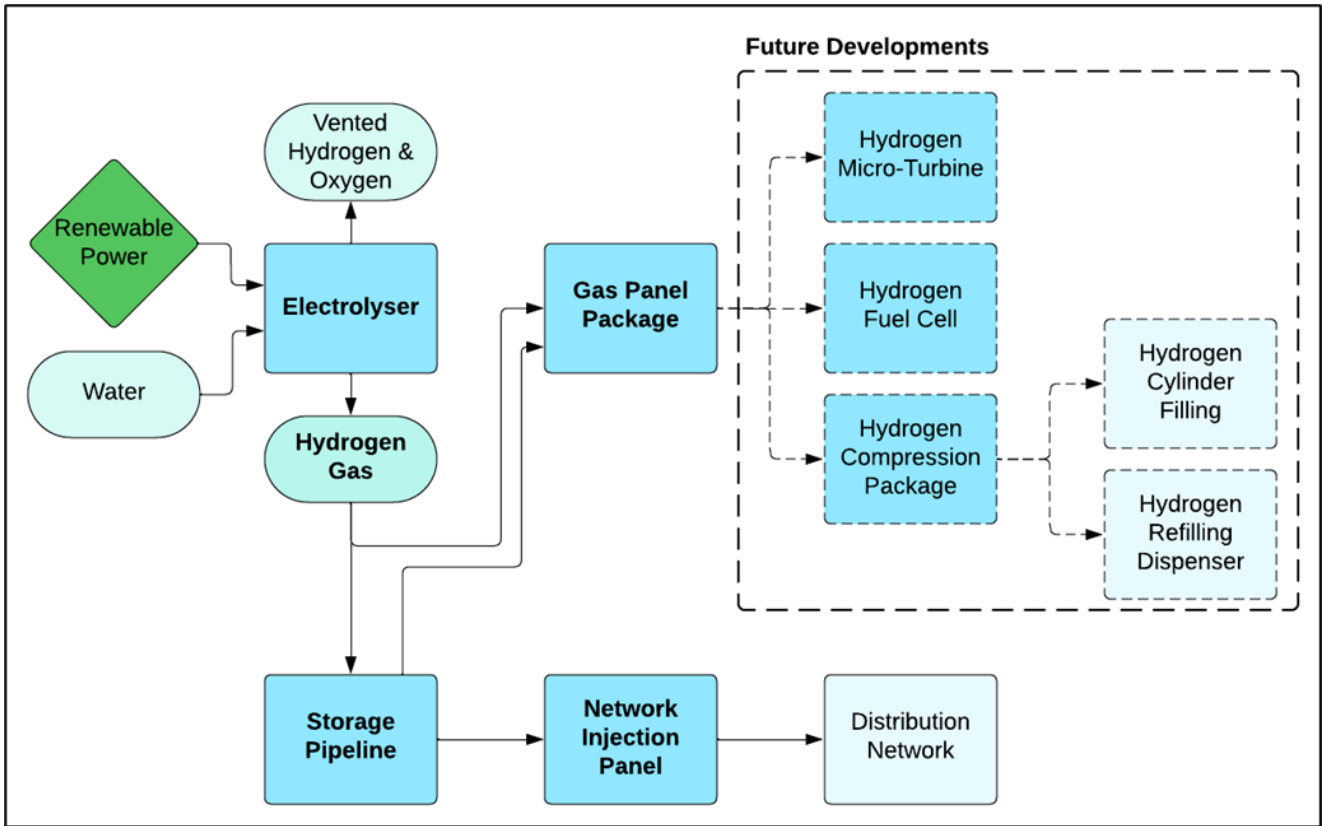 Future Developments
Vented
Hydrogen &
Oxygen
Renewable
Power
Electrolyser
Water
Hydrogen
Gas
Gas Panel
Package
Hydrogen
Micro-Turbine
Hydrogen
Fuel Cell
Hydrogen
Compression
Package
Hydrogen
Cylinder
Filling
Hydrogen
Refilling
Dispenser
Storage
Pipeline
Network
Injection
Panel
Distribution
Network